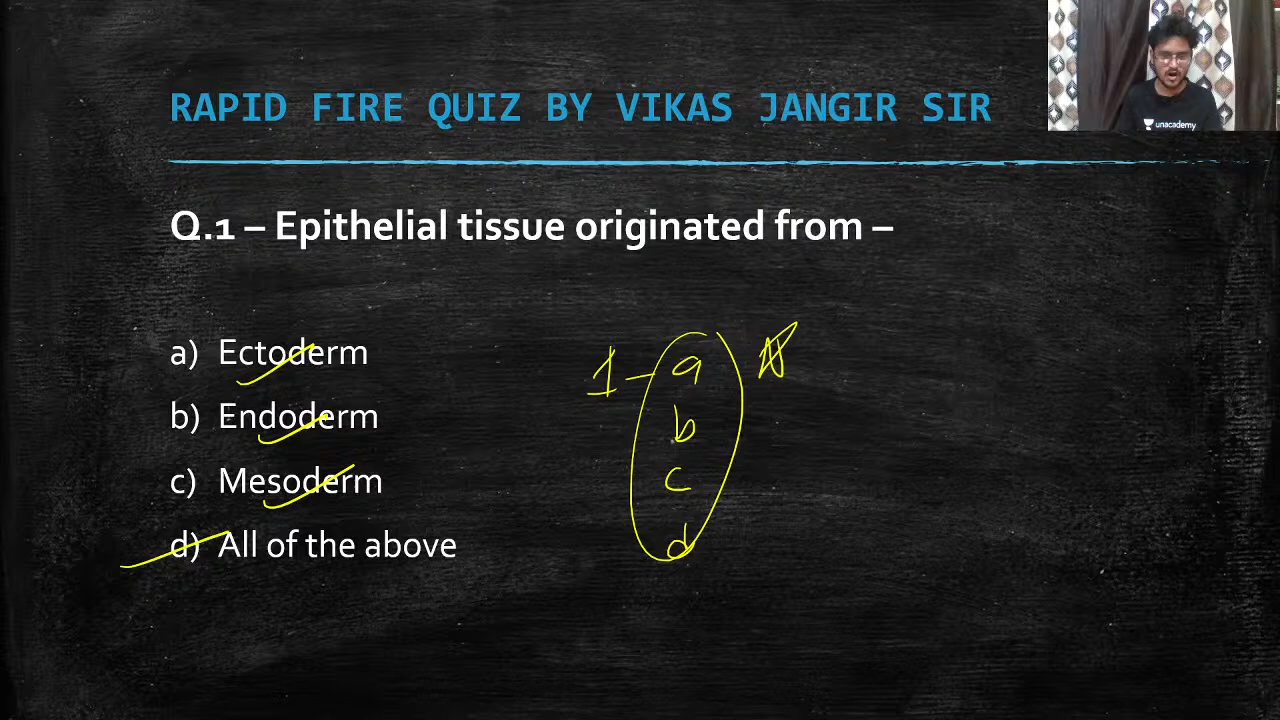 RAPID FIRE QUIZ BY VIKAS JANGIR SIR
unacademy
Q.1 – Epithelial tissue originated from –
a) Ectoderm
b) Endoderm
c) Mesoderm
d) All of the above
1 – a
b
c
d